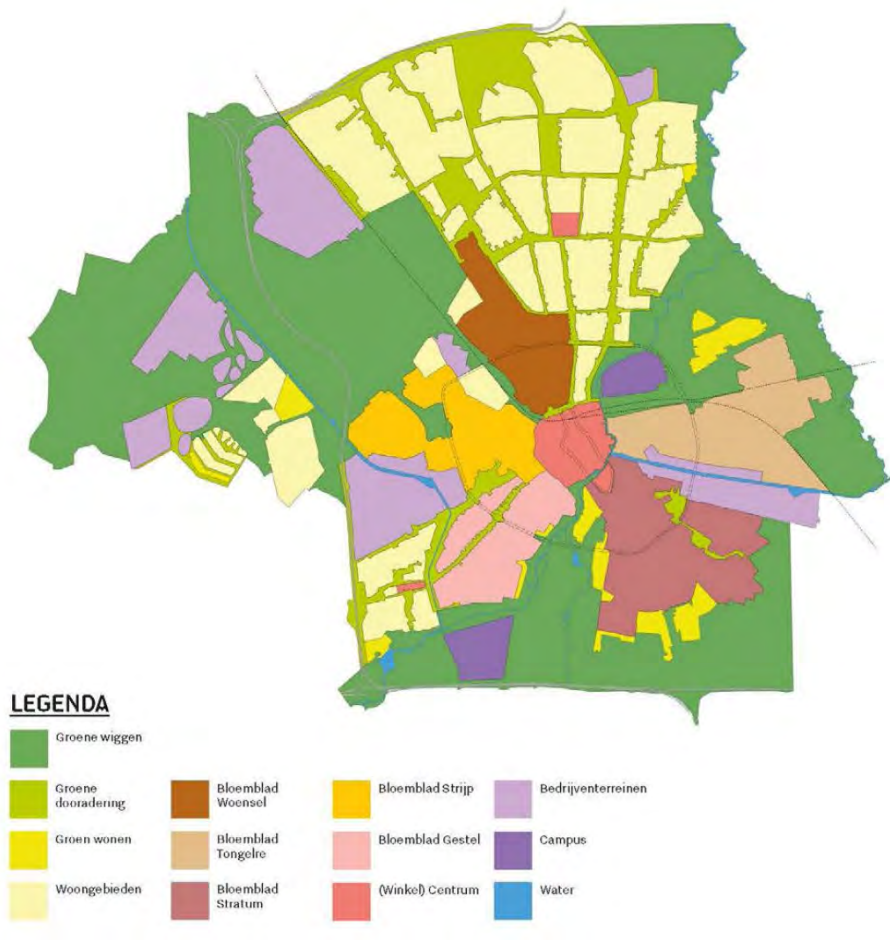 LEGENDA
Groene wiggen
Groene
dooradering
Groen wonen
Woongebieden
Bloemblad
Woensel
Bloemblad
Tongelre
Bloemblad
Stratum
Bloemblad Strijp
Bloemblad Gestel
(Winkel) Centrum
Bedrijventerreinen
Campus
Water